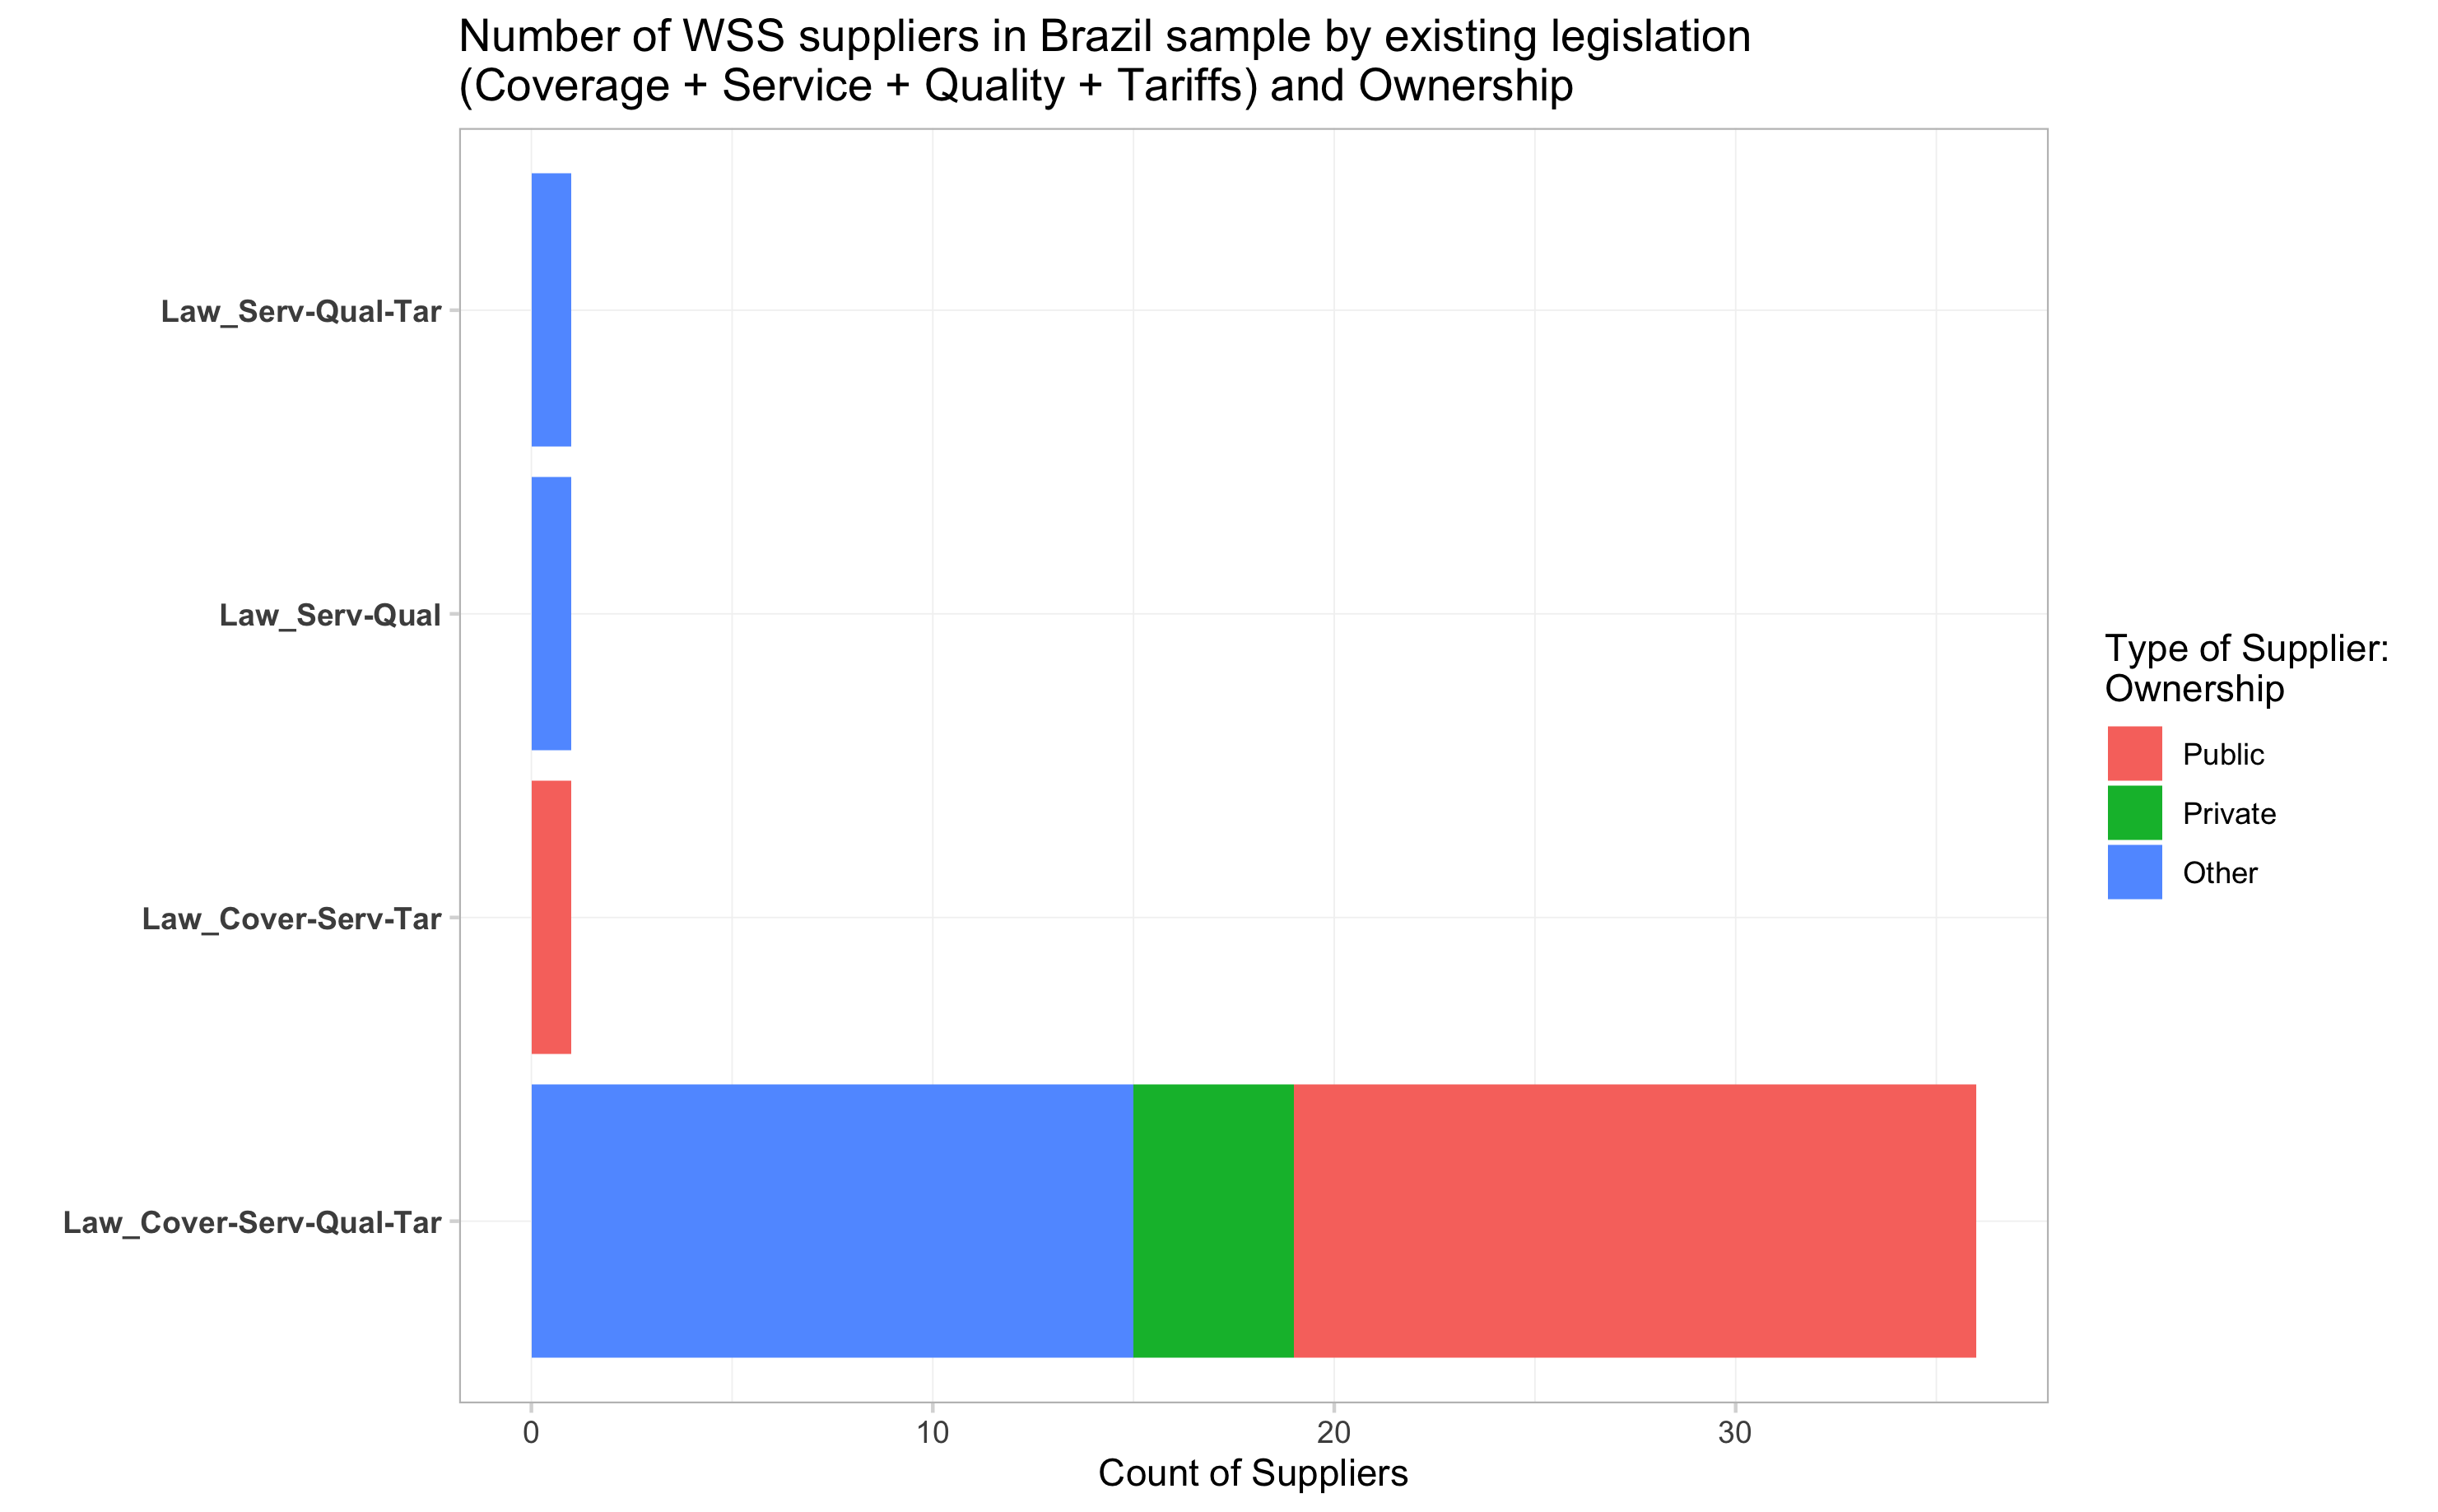 Number of WSS suppliers in Brazil sample by existing legislation
(Coverage + Service + Quality + Tariffs) and Ownership
Law_Serv-Qual-Tar
Law_Serv-Qual
Law_Cover-Serv-Tar
Law_Cover-Serv-Qual-Tar
0
10
20
30
Count of Suppliers
Type of Supplier:
Ownership
Public
Private
Other